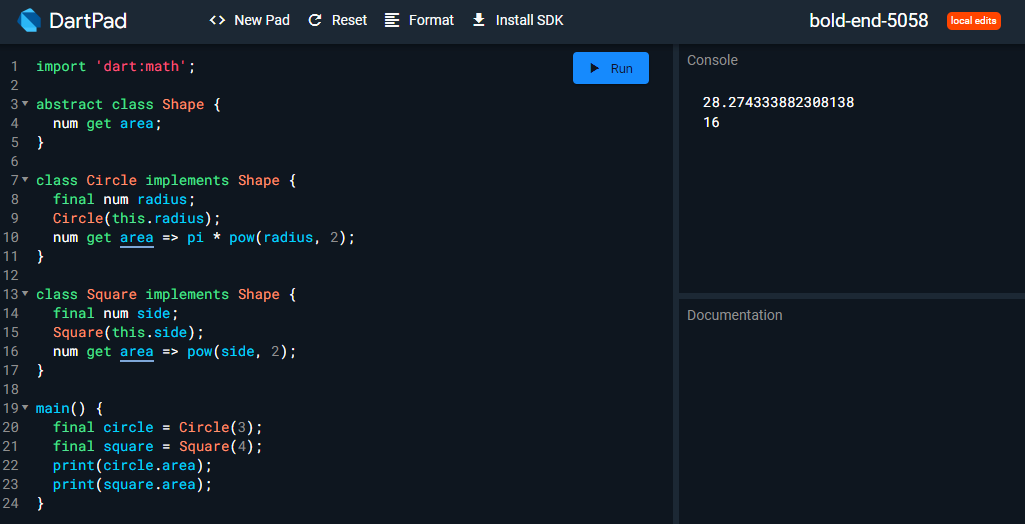 DartPad
<> New Pad
Reset
Format
Install SDK
bold-end-5058
local edits
1 import 'dart:math';
2
3 abstract class Shape {
4   num get area;
5 }
6
7 class Circle implements Shape {
8   final num radius;
9   Circle(this.radius);
10   num get area => pi * pow(radius, 2);
11 }
12
13 class Square implements Shape {
14   final num side;
15   Square(this.side);
16   num get area => pow(side, 2);
17 }
18
19 main() {
20   final circle = Circle(3);
21   final square = Square(4);
22   print(circle.area);
23   print(square.area);
24 }
Run
Console
28.274333882308138
16
Documentation